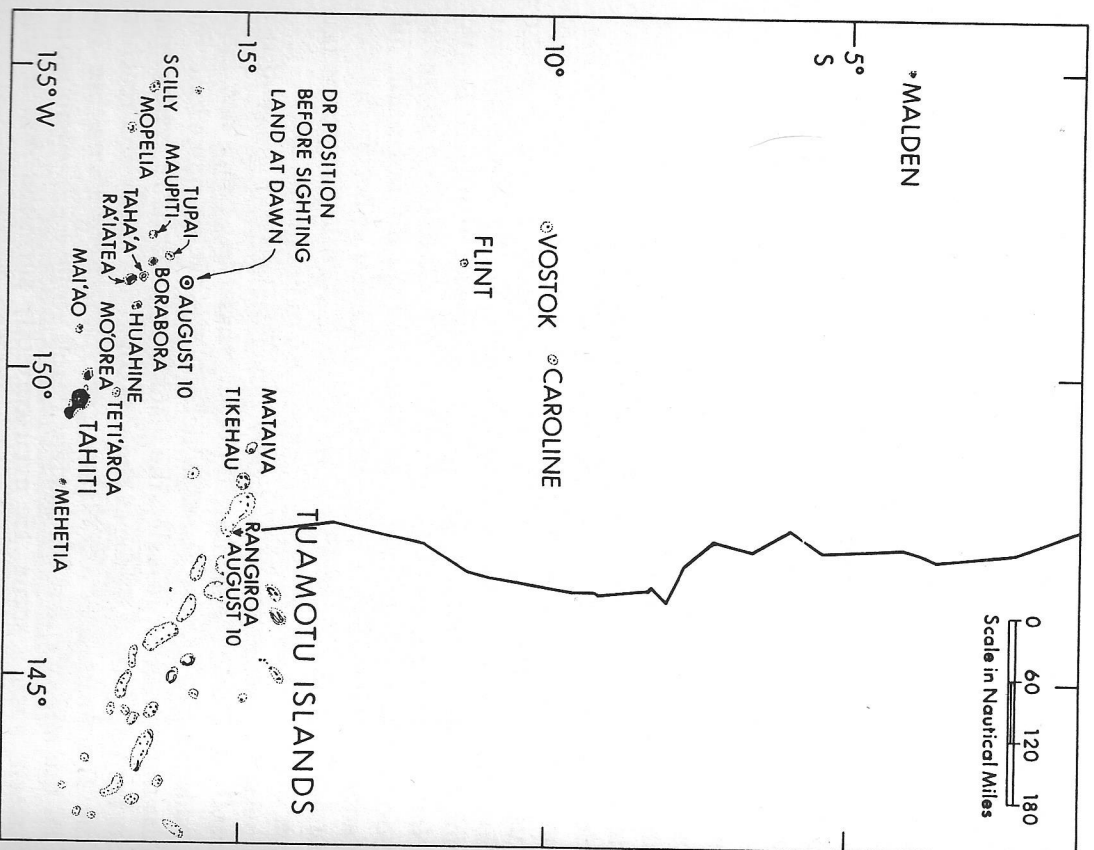 MALDEN
5°
S
10°
15°
VOSTOK
FLINT
CAROLINE
0 60 120 180
Scale in Nautical Miles
DR POSITION
BEFORE SIGHTING
LAND AT DAWN
AUGUST 10
SCILLY
MOPELIA
MAUPITI
TUPAI
TAHA'A
RA'IATEA
BORABORA
HUAHINE
MAI'AO
MO'OREA
TETI'AROA
TAHITI
MEHETIA
MATAIVA
TIKEHAU
TUAMOTU ISLANDS
RANGIROA
AUGUST 10
155° W
150°
145°